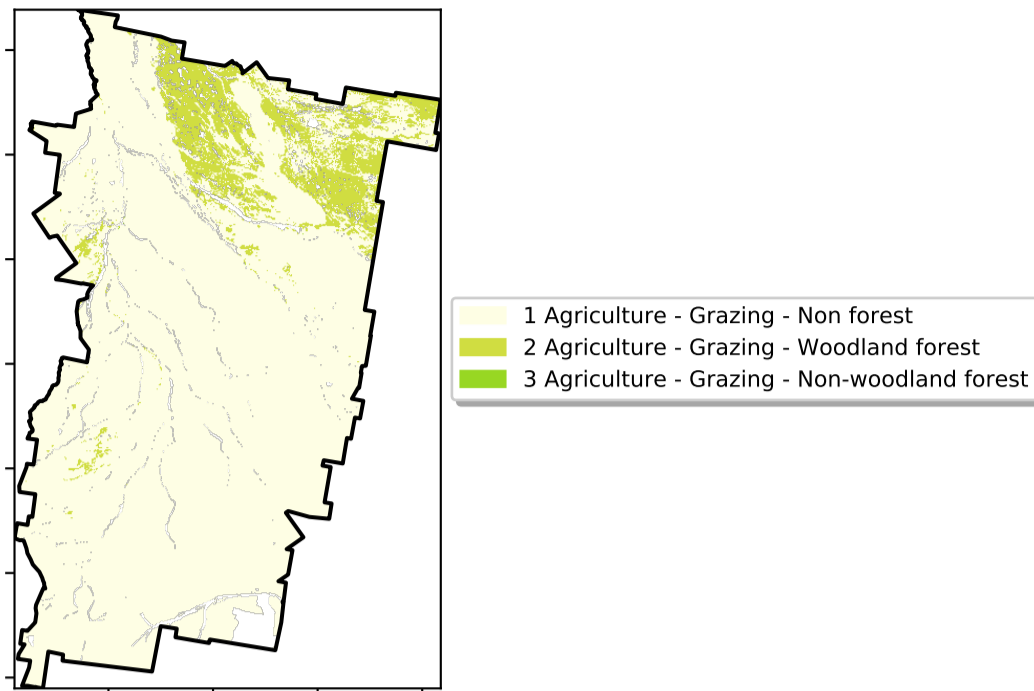 1 Agriculture - Grazing - Non forest
2 Agriculture - Grazing - Woodland forest
3 Agriculture - Grazing - Non-woodland forest